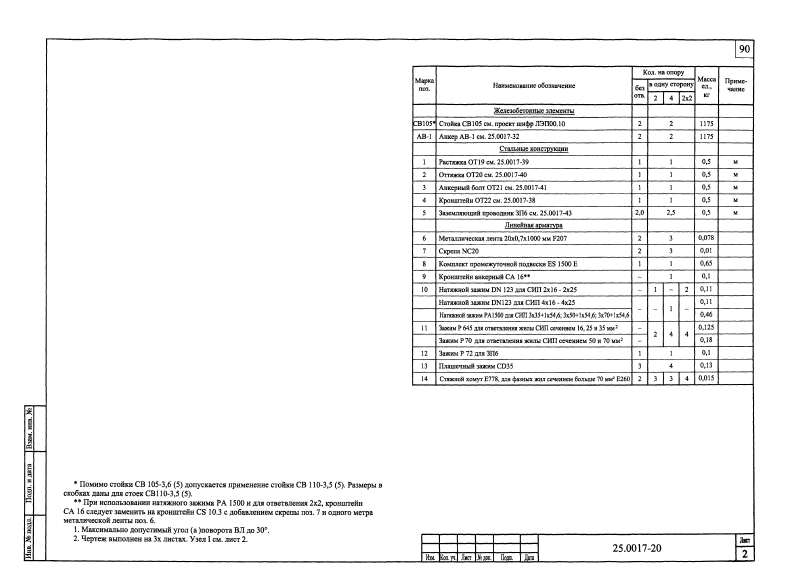 90
Марка поз. Наименование обозначение Кол. на опору Масса ед., кг Приме- чание
без отв. в одну сторону
2 4 2х2
Железобетонные элементы
СВ105* Стойка СВ105 см. проект шифр ЛЭП00.10 2 2 1175
АВ-1 Анкер АВ-1 см. 25.0017-32 2 2 1175
Стальные конструкции
1 Растяжка ОТ19 см. 25.0017-39 1 1 0,5 м
2 Оттяжка ОТ20 см. 25.0017-40 1 1 0,5 м
3 Анкерный болт ОТ21 см. 25.0017-41 1 1 0,5 м
4 Кронштейн ОТ22 см. 25.0017-38 1 1 0,5 м
5 Заземляющий проводник ЗП6 см. 25.0017-43 2,0 2,5 0,5 м
Линейная арматура
6 Металлическая лента 20х0,7х1000 мм F207 2 3 0,078
7 Скрепа NC20 2 3 0,01
8 Комплект промежуточной подвески ES 1500 E 1 1 0,65
9 Кронштейн анкерный СА 16** – 1 0,1
10 Натяжной зажим DN 123 для СИП 2х16 - 2х25 – 1 – 2 0,11
Натяжной зажим DN123 для СИП 4х16 - 4х25 – – 1 – 0,11
Натяжной зажим РА1500 для СИП 3х35+1х54,6; 3х50+1х54,6; 3х70+1х54,6 0,46
11 Зажим Р 645 для ответвления жилы СИП сечением 16, 25 и 35 мм² – 2 4 4 0,125
Зажим Р 70 для ответвления жилы СИП сечением 50 и 70 мм² – 0,18
12 Зажим Р 72 для ЗП6 1 1 0,1
13 Плашечный зажим CD35 3 4 0,13
14 Стяжной хомут Е778, для фазных жил сечением больше 70 мм² Е260 2 3 3 4 0,015
* Помимо стойки СВ 105-3,6 (5) допускается применение стойки СВ 110-3,5 (5). Размеры в
скобках даны для стоек СВ110-3,5 (5).
** При использовании натяжного зажима РА 1500 и для ответвления 2х2, кронштейн
СА 16 следует заменить на кронштейн CS 10.3 с добавлением скрепы поз. 7 и одного метра
металической ленты поз. 6.
1. Максимально допустимый угол (а )поворота ВЛ до 30°.
2. Чертеж выполнен на 3х листах. Узел I см. лист 2.
Взам. инв. №
Подп. и дата
Инв. № подл.
Изм. Кол. уч. Лист № док. Подп. Дата
25.0017-20
Лист
2